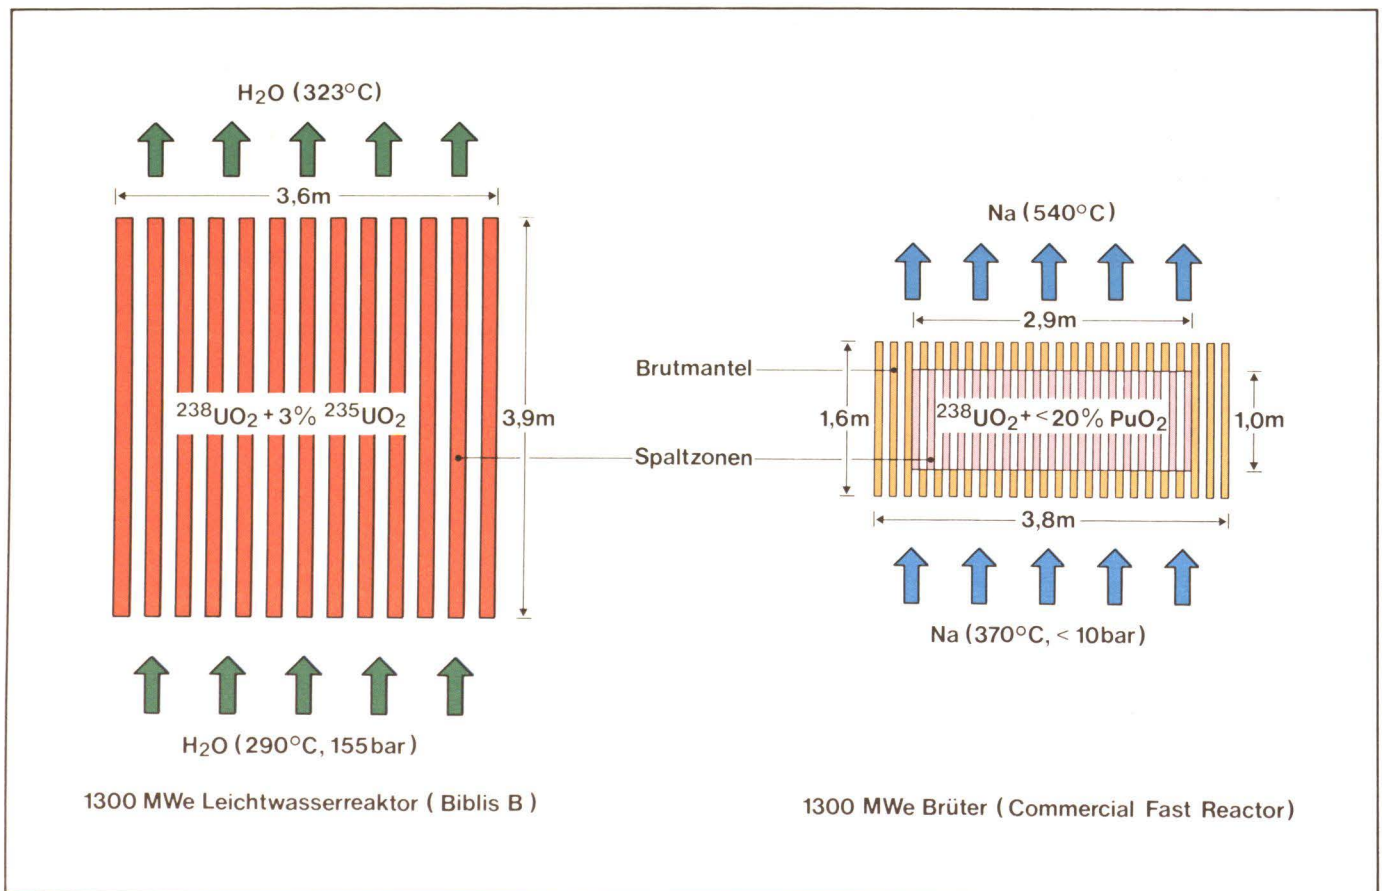 H₂O (323°C)
3,6m
²³⁸UO₂ + 3% ²³⁵UO₂
3,9m
H₂O (290°C, 155bar)
1300 MWe Leichtwasserreaktor ( Biblis B )
Brutmantel
Spaltzonen
Na (540°C)
2,9m
1,6m
²³⁸UO₂ + <20% PuO₂
1,0m
3,8m
Na (370°C, < 10bar)
1300 MWe Brüter ( Commercial Fast Reactor )